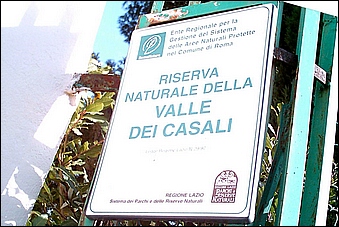 Ente Regionale per la
Gestione del Sistema
delle Aree Naturali Protette
nel Comune di Roma
RISERVA
NATURALE DELLA
VALLE
DEI CASALI
REGIONE LAZIO
Sistema dei Parchi e delle Riserve Naturali